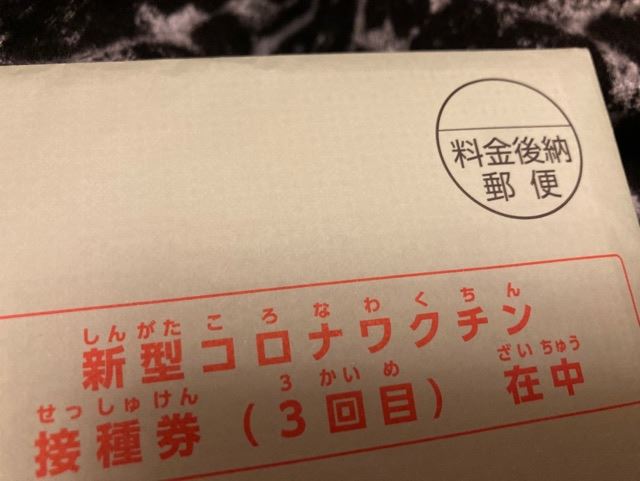 料金後納
郵便
しんがた ころなわくちん
新型コロナワクチン
せっしゅけん 3かいめ ざいちゅう
接種券(3回目)在中